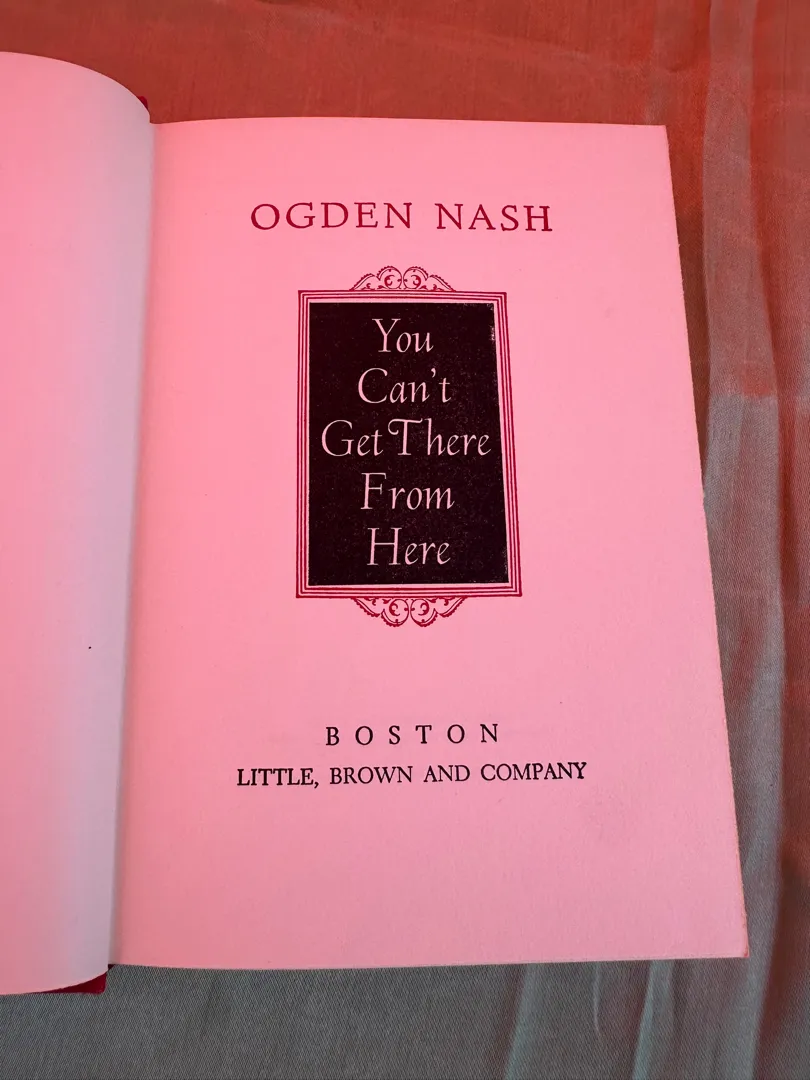 OGDEN NASH
You
Can't
Get There
From
Here
BOSTON
LITTLE, BROWN AND COMPANY